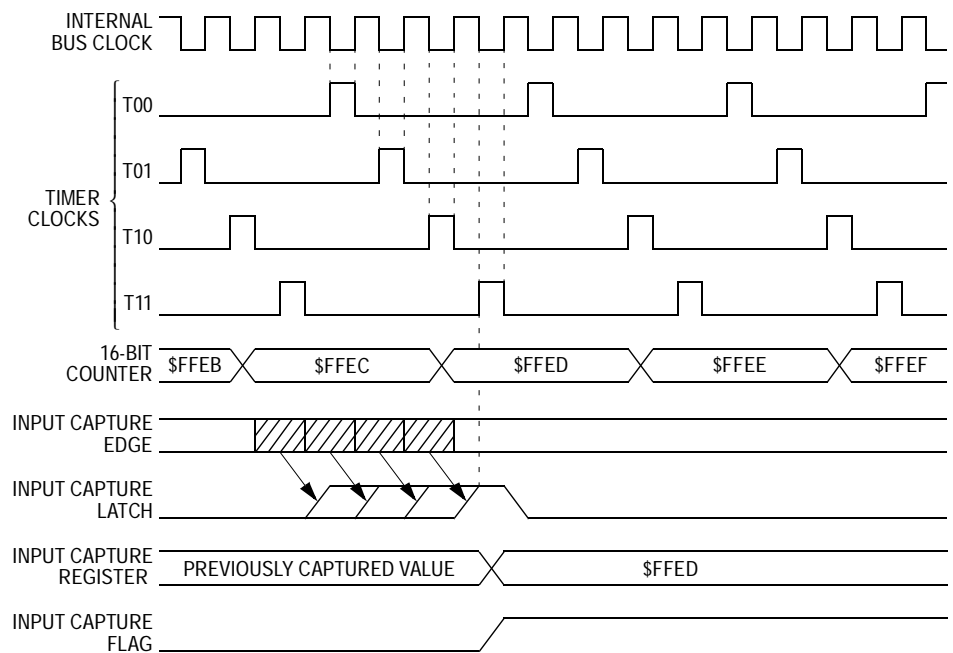 INTERNAL
BUS CLOCK
T00
T01
TIMER
CLOCKS
T10
T11
16-BIT
COUNTER
$FFEB
$FFEC
$FFED
$FFEE
$FFEF
INPUT CAPTURE
EDGE
INPUT CAPTURE
LATCH
INPUT CAPTURE
REGISTER
PREVIOUSLY CAPTURED VALUE
$FFED
INPUT CAPTURE
FLAG